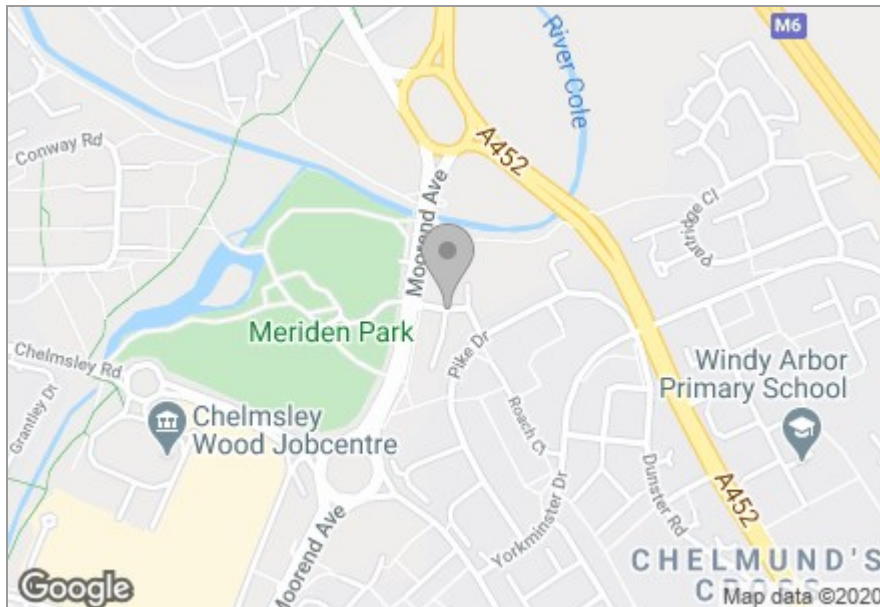 M6
River Cole
A452
Conway Rd
Partridge Cl
Moorend Ave
Meriden Park
Pike Dr
Chelmsley Rd
Windy Arbor
Primary School
Grantley Dr
Chelmsley
Wood Jobcentre
Roach Cl
Yorkminster Dr
Dunster Rd
A452
Moorend Ave
CHELMUND'S
CROSS
Google
Map data ©2020